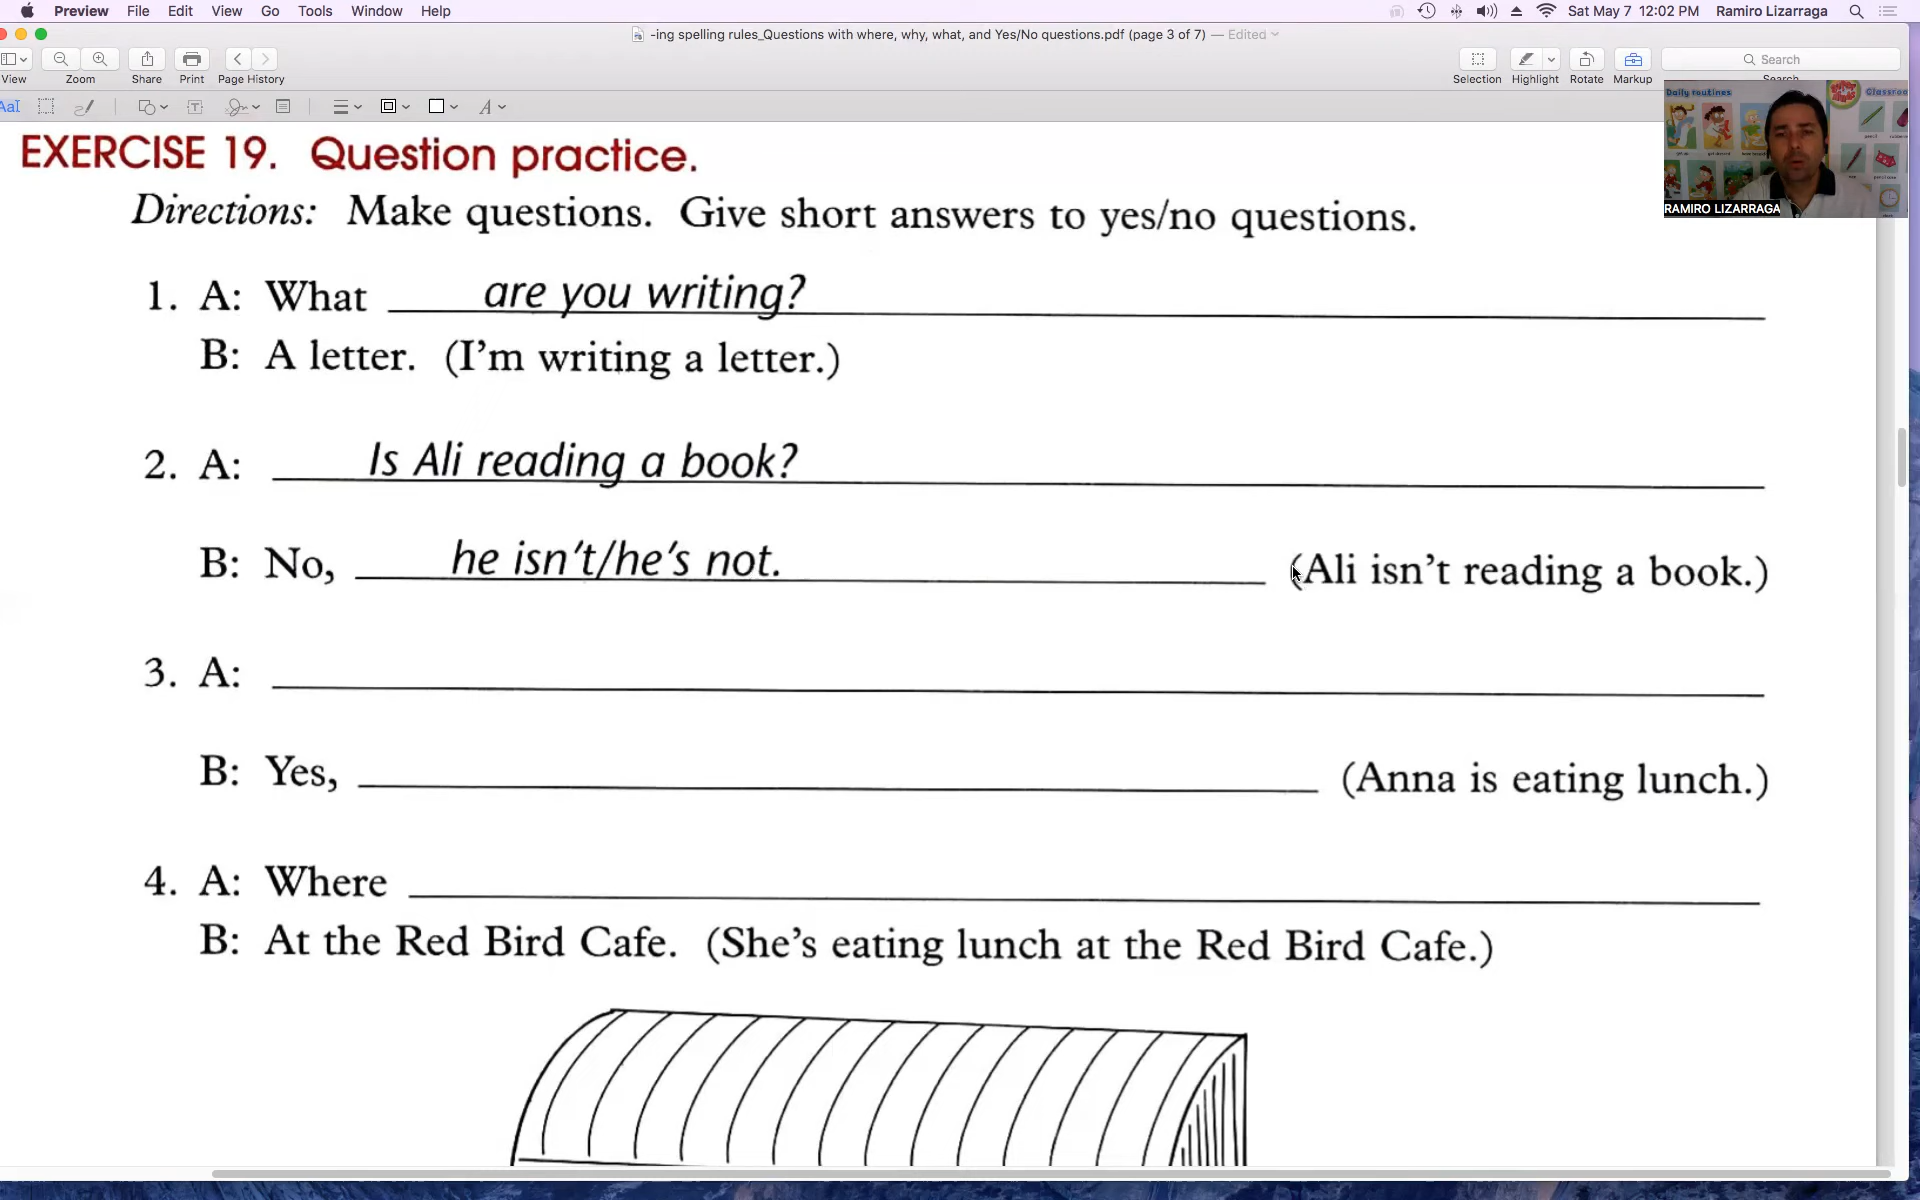 Preview File Edit View Go Tools Window Help Sat May 7 12:02 PM Ramiro Lizarraga
-ing spelling rules_Questions with where, why, what, and Yes/No questions.pdf (page 3 of 7) — Edited
View Zoom Share Print Page History Selection Highlight Rotate Markup Search
Search
AaI A
Daily routines Classroo
RAMIRO LIZARRAGA
EXERCISE 19. Question practice.
Directions: Make questions. Give short answers to yes/no questions.
1. A: What are you writing?
B: A letter. (I'm writing a letter.)
2. A: Is Ali reading a book?
B: No, he isn't/he's not. (Ali isn't reading a book.)
3. A:
B: Yes, (Anna is eating lunch.)
4. A: Where
B: At the Red Bird Cafe. (She's eating lunch at the Red Bird Cafe.)